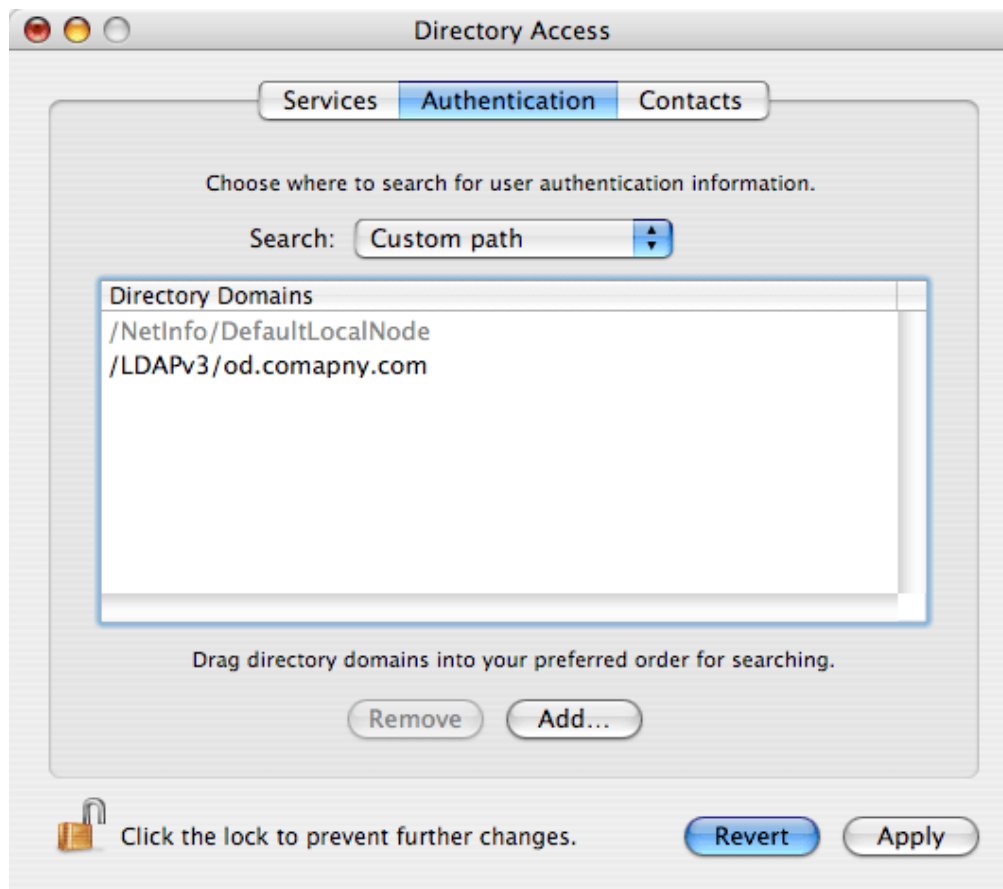 Directory Access
Services Authentication Contacts
Choose where to search for user authentication information.
Search: Custom path
Directory Domains
/NetInfo/DefaultLocalNode
/LDAPv3/od.comapny.com
Drag directory domains into your preferred order for searching.
Remove Add...
Click the lock to prevent further changes. Revert Apply